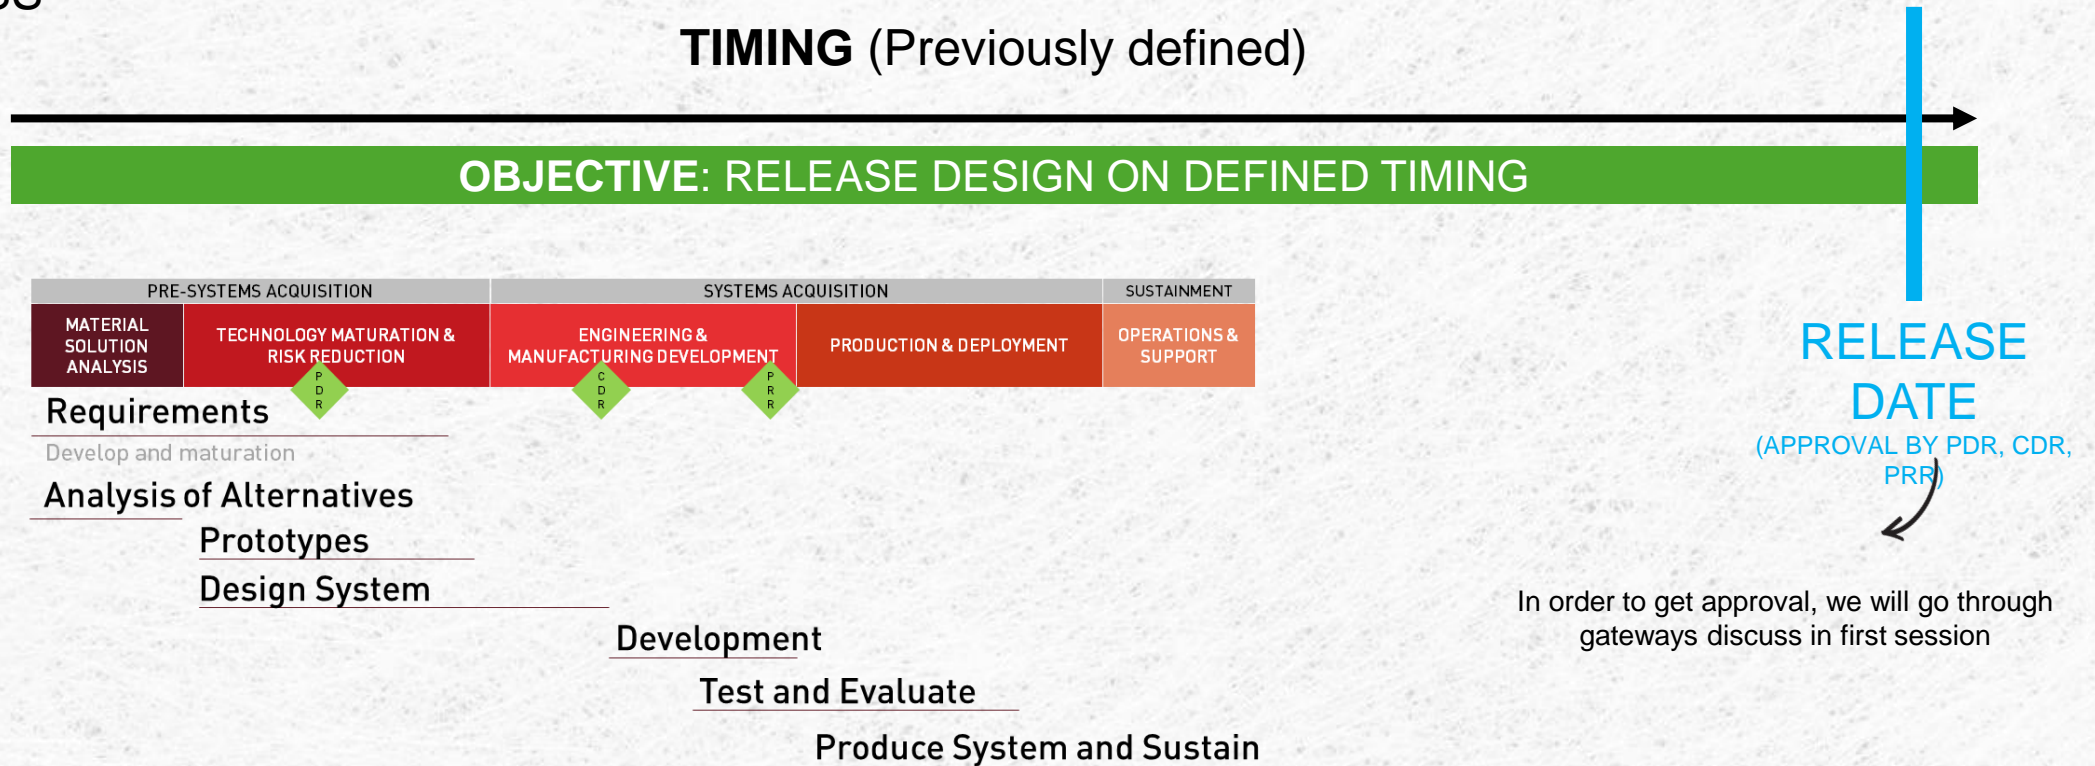 TIMING (Previously defined)
OBJECTIVE: RELEASE DESIGN ON DEFINED TIMING
PRE-SYSTEMS ACQUISITION
SYSTEMS ACQUISITION
SUSTAINMENT
MATERIAL
SOLUTION
ANALYSIS
TECHNOLOGY MATURATION &
RISK REDUCTION
ENGINEERING &
MANUFACTURING DEVELOPMENT
PRODUCTION & DEPLOYMENT
OPERATIONS &
SUPPORT
PDR
CDR
PRR
Requirements
Develop and maturation
Analysis of Alternatives
Prototypes
Design System
Development
Test and Evaluate
Produce System and Sustain
RELEASE
DATE
(APPROVAL BY PDR, CDR,
PRR)
In order to get approval, we will go through
gateways discuss in first session